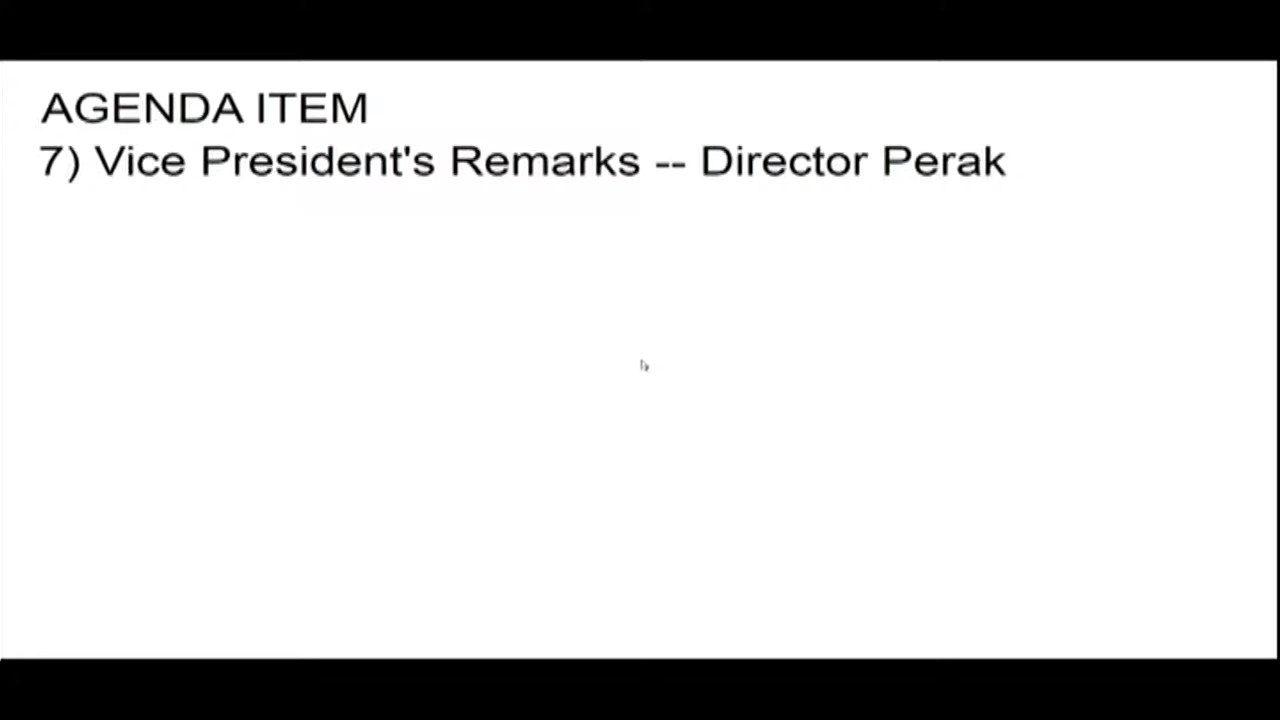 AGENDA ITEM
7) Vice President's Remarks -- Director Perak